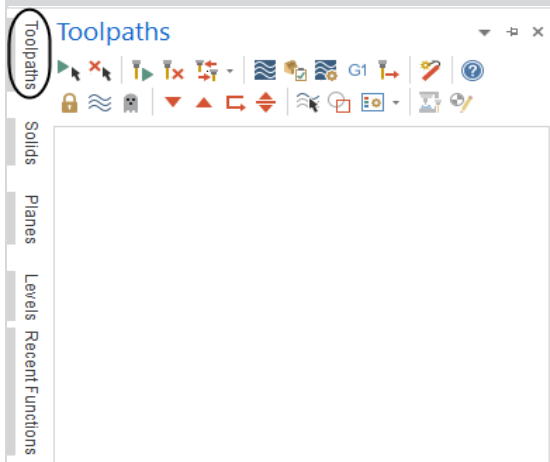 Toolpaths
Toolpaths
G1
Solids
Planes
Levels
Recent Functions